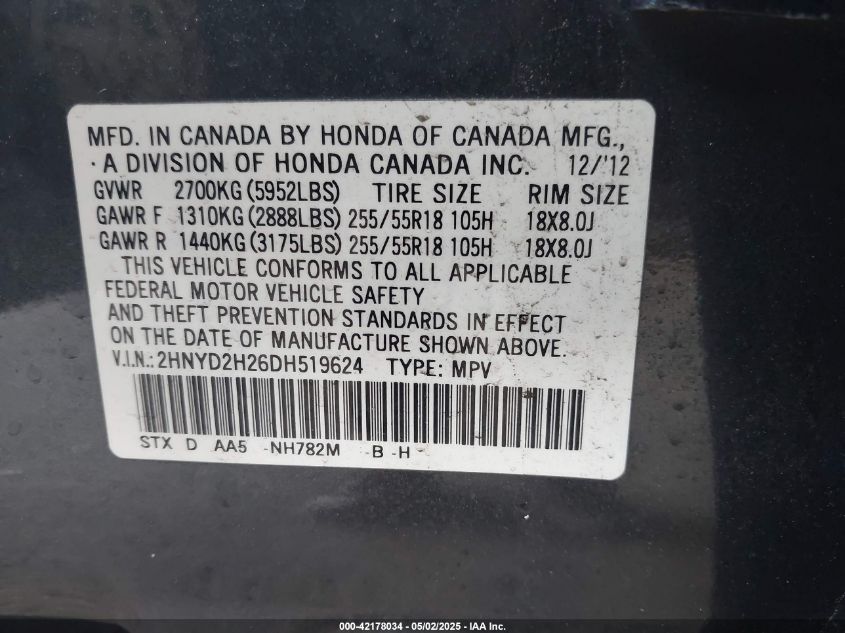 MFD. IN CANADA BY HONDA OF CANADA MFG.,
A DIVISION OF HONDA CANADA INC. 12/'12
GVWR 2700KG (5952LBS) TIRE SIZE RIM SIZE
GAWR F 1310KG (2888LBS) 255/55R18 105H 18X8.0J
GAWR R 1440KG (3175LBS) 255/55R18 105H 18X8.0J
THIS VEHICLE CONFORMS TO ALL APPLICABLE
FEDERAL MOTOR VEHICLE SAFETY
AND THEFT PREVENTION STANDARDS IN EFFECT
ON THE DATE OF MANUFACTURE SHOWN ABOVE.
V.I.N.: 2HNYD2H26DH519624 TYPE: MPV
STX D AA5 -NH782M -B -H
000-42178034 - 05/02/2025 - IAA Inc.